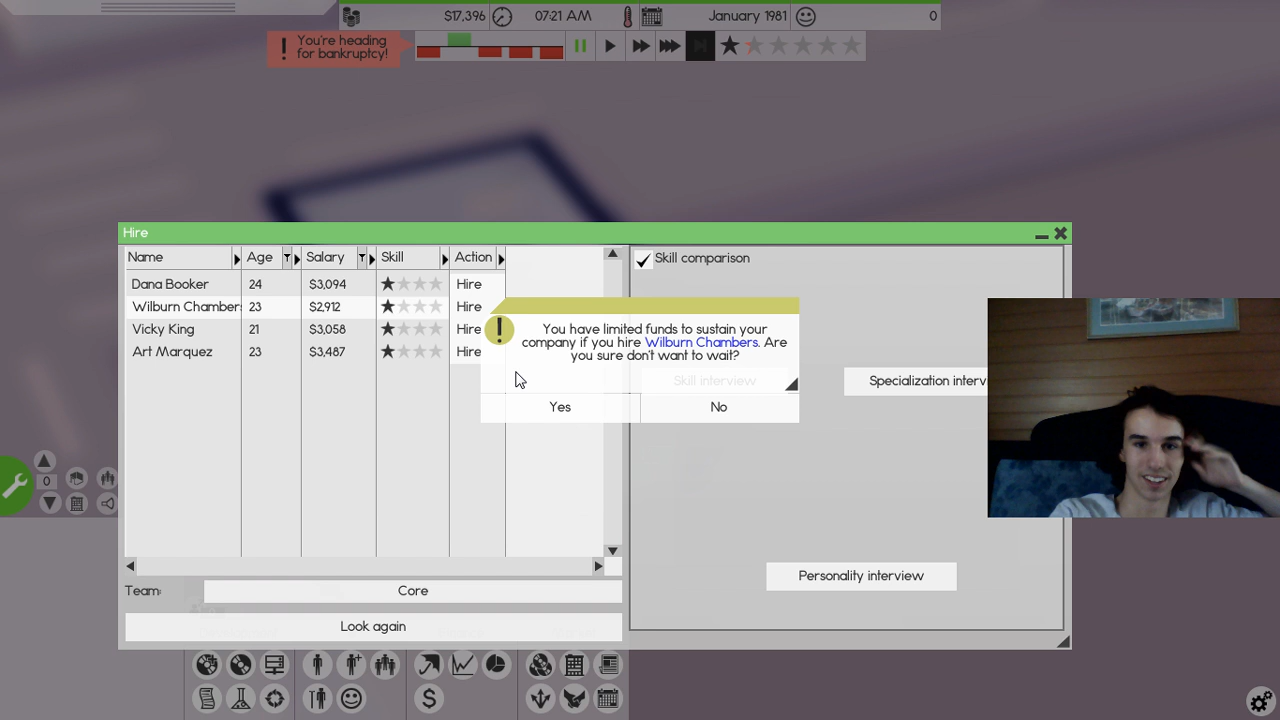 $17,396
07:21 AM
January 1981
0
You're heading
for bankruptcy!
Hire
Name
Age
Salary
Skill
Action
Dana Booker
24
$3,094
Hire
Wilburn Chambers
23
$2,912
Hire
Vicky King
21
$3,058
Hire
Art Marquez
23
$3,487
Hire
Skill comparison
You have limited funds to sustain your
company if you hire Wilburn Chambers. Are
you sure don't want to wait?
Skill interview
Yes
No
Specialization interv
Personality interview
0
Team:
Core
Look again